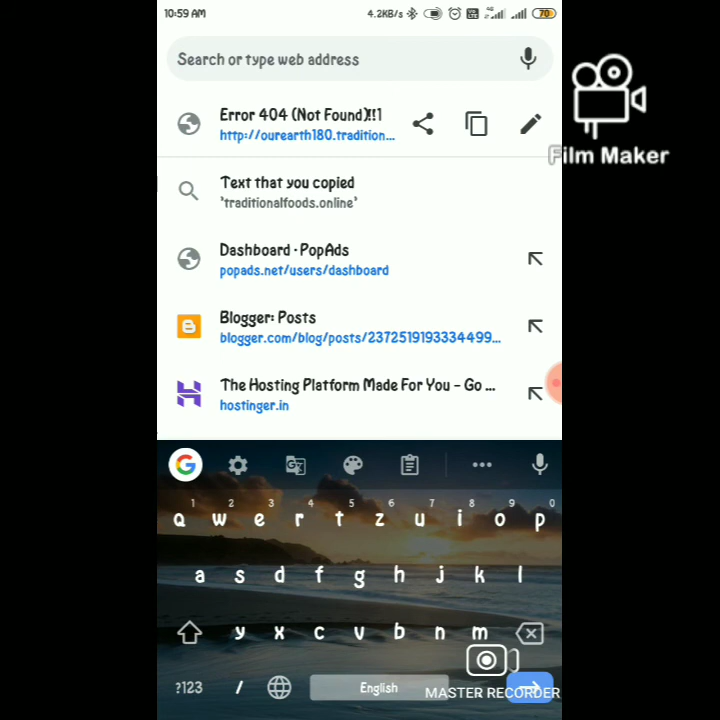 10:59 AM
4.2KB/s
70
Search or type web address
Error 404 (Not Found)!!1
http://ourearth180.tradition...
Text that you copied
'traditionalfoods.online'
Dashboard · PopAds
popads.net/users/dashboard
Blogger: Posts
blogger.com/blog/posts/2372519193334499...
The Hosting Platform Made For You – Go ...
hostinger.in
Film Maker
1 2 3 4 5 6 7 8 9 0
q w e r t z u i o p
a s d f g h j k l
y x c v b n m
?123 / English
MASTER RECORDER